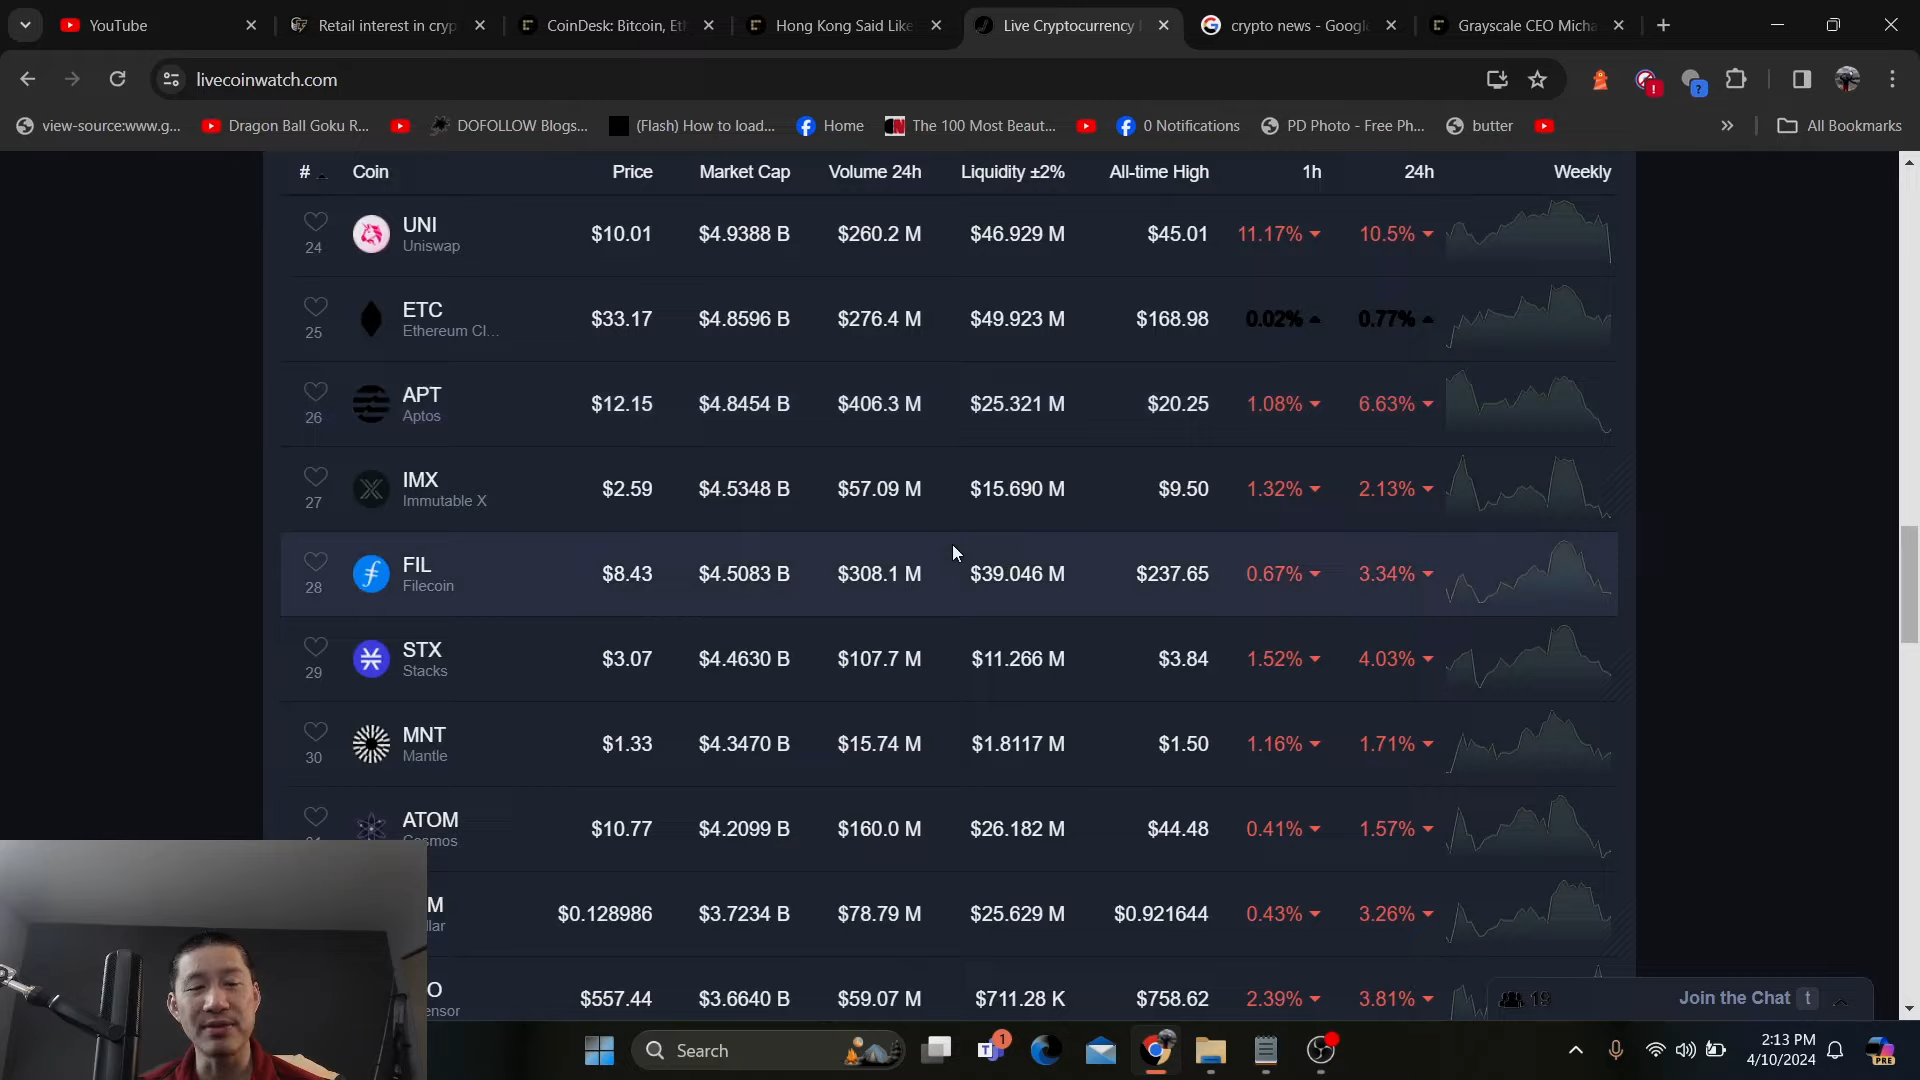 YouTube
Retail interest in cryp
CoinDesk: Bitcoin, Et
Hong Kong Said Like
Live Cryptocurrency
crypto news - Googl
Grayscale CEO Micha
livecoinwatch.com
view-source:www.g...
Dragon Ball Goku R...
DOFOLLOW Blogs...
(Flash) How to load...
Home
The 100 Most Beaut...
0 Notifications
PD Photo - Free Ph...
butter
All Bookmarks
# Coin Price Market Cap Volume 24h Liquidity ±2% All-time High 1h 24h Weekly
24 UNI Uniswap $10.01 $4.9388 B $260.2 M $46.929 M $45.01 11.17% 10.5%
25 ETC Ethereum Cl... $33.17 $4.8596 B $276.4 M $49.923 M $168.98 0.02% 0.77%
26 APT Aptos $12.15 $4.8454 B $406.3 M $25.321 M $20.25 1.08% 6.63%
27 IMX Immutable X $2.59 $4.5348 B $57.09 M $15.690 M $9.50 1.32% 2.13%
28 FIL Filecoin $8.43 $4.5083 B $308.1 M $39.046 M $237.65 0.67% 3.34%
29 STX Stacks $3.07 $4.4630 B $107.7 M $11.266 M $3.84 1.52% 4.03%
30 MNT Mantle $1.33 $4.3470 B $15.74 M $1.8117 M $1.50 1.16% 1.71%
ATOM Cosmos $10.77 $4.2099 B $160.0 M $26.182 M $44.48 0.41% 1.57%
M llar $0.128986 $3.7234 B $78.79 M $25.629 M $0.921644 0.43% 3.26%
O ensor $557.44 $3.6640 B $59.07 M $711.28 K $758.62 2.39% 3.81%
19 Join the Chat t
Search
1
2:13 PM
4/10/2024
PRE